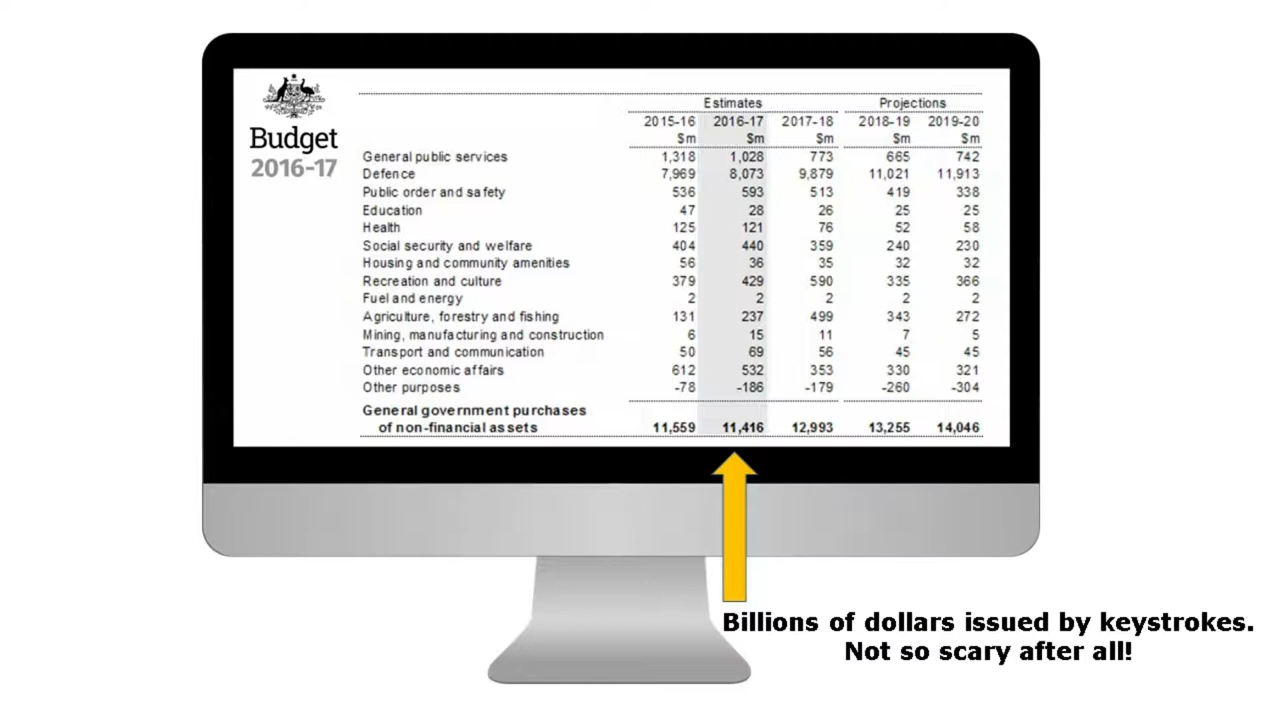 Budget
2016-17
Estimates Projections
2015-16 2016-17 2017-18 2018-19 2019-20
$m $m $m $m $m
General public services 1,318 1,028 773 665 742
Defence 7,969 8,073 9,879 11,021 11,913
Public order and safety 536 593 513 419 338
Education 47 28 26 25 25
Health 125 121 76 52 58
Social security and welfare 404 440 359 240 230
Housing and community amenities 56 36 35 32 32
Recreation and culture 379 429 590 335 366
Fuel and energy 2 2 2 2 2
Agriculture, forestry and fishing 131 237 499 343 272
Mining, manufacturing and construction 6 15 11 7 5
Transport and communication 50 69 56 45 45
Other economic affairs 612 532 353 330 321
Other purposes -78 -186 -179 -260 -304
General government purchases
of non-financial assets 11,559 11,416 12,993 13,255 14,046
Billions of dollars issued by keystrokes.
Not so scary after all!